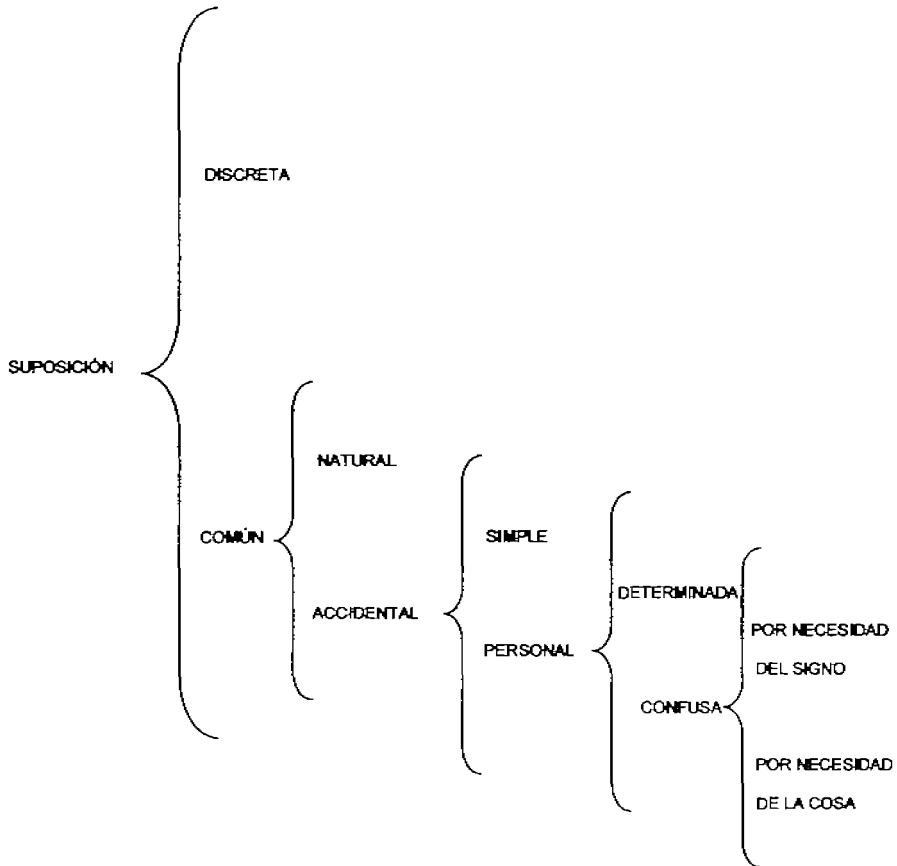 DISCRETA
SUPOSICIÓN
NATURAL
COMÚN
SIMPLE
ACCIDENTAL
DETERMINADA
PERSONAL
POR NECESIDAD
DEL SIGNO
CONFUSA
POR NECESIDAD
DE LA COSA